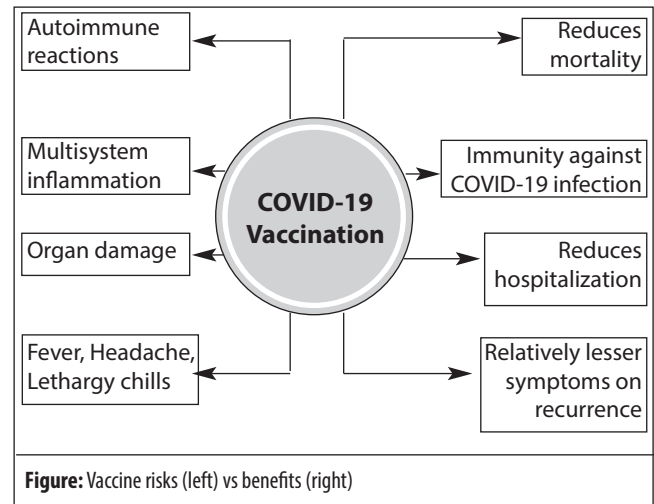 Autoimmune
reactions
Multisystem
inflammation
Organ damage
Fever, Headache,
Lethargy chills
COVID-19
Vaccination
Reduces
mortality
Immunity against
COVID-19 infection
Reduces
hospitalization
Relatively lesser
symptoms on
recurrence
Figure: Vaccine risks (left) vs benefits (right)